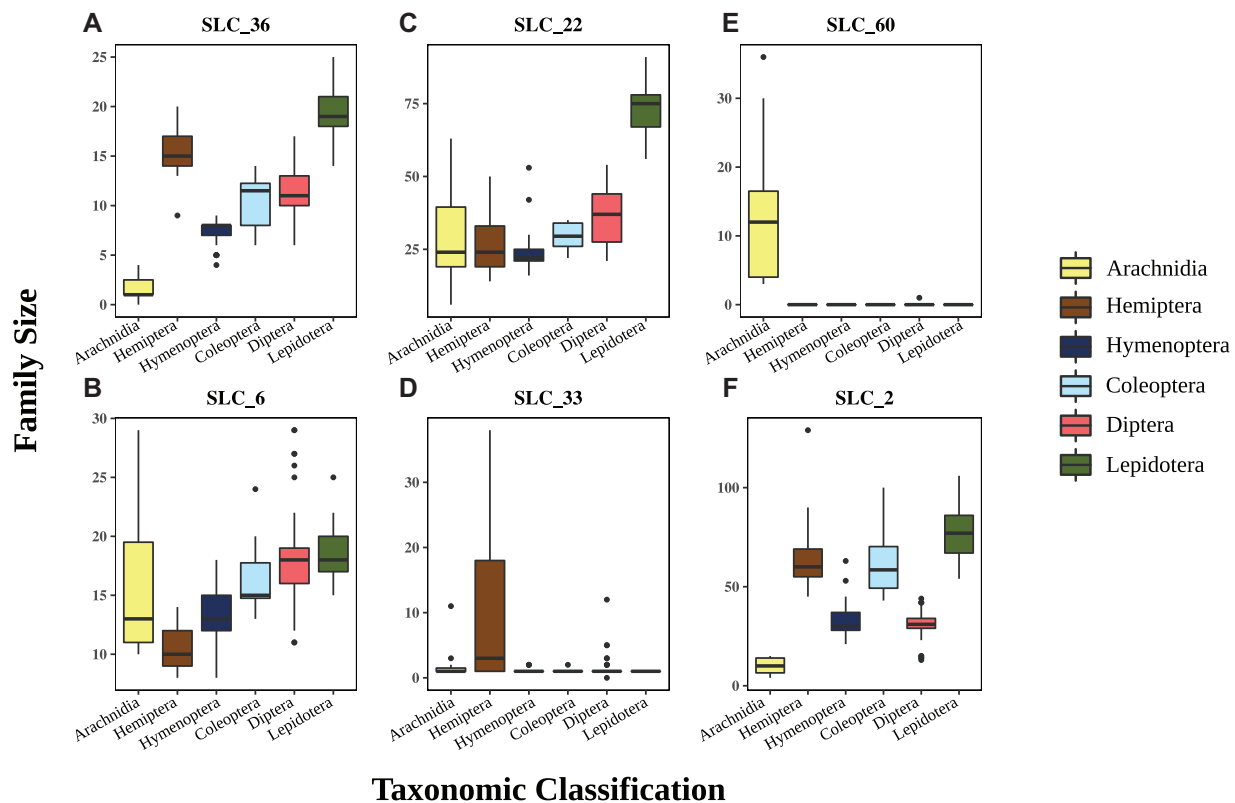 A
SLC_36
25
20
15
10
5
0
Arachnidia
Hemiptera
Hymenoptera
Coleoptera
Diptera
Lepidotera
C
SLC_22
75
50
25
Arachnidia
Hemiptera
Hymenoptera
Coleoptera
Diptera
Lepidotera
E
SLC_60
30
20
10
0
Arachnidia
Hemiptera
Hymenoptera
Coleoptera
Diptera
Lepidotera
B
SLC_6
30
25
20
15
10
Arachnidia
Hemiptera
Hymenoptera
Coleoptera
Diptera
Lepidotera
D
SLC_33
30
20
10
0
Arachnidia
Hemiptera
Hymenoptera
Coleoptera
Diptera
Lepidotera
F
SLC_2
100
50
0
Arachnidia
Hemiptera
Hymenoptera
Coleoptera
Diptera
Lepidotera
Family Size
Taxonomic Classification
Arachnidia
Hemiptera
Hymenoptera
Coleoptera
Diptera
Lepidotera